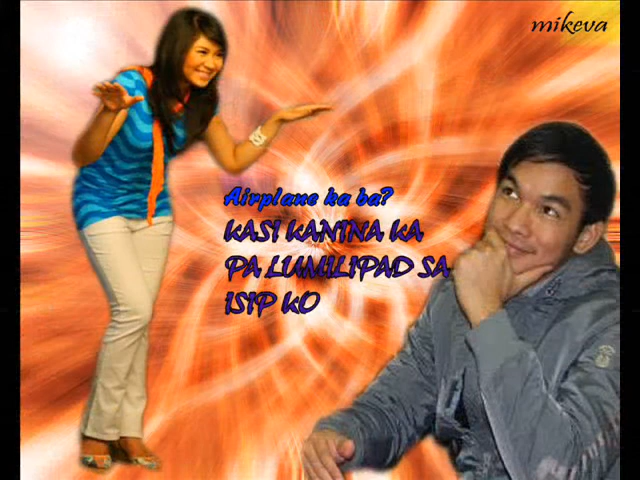 mikeva
Airplane ka ba?
KASI KANINA KA
PA LUMILIPAD SA
ISIP KO